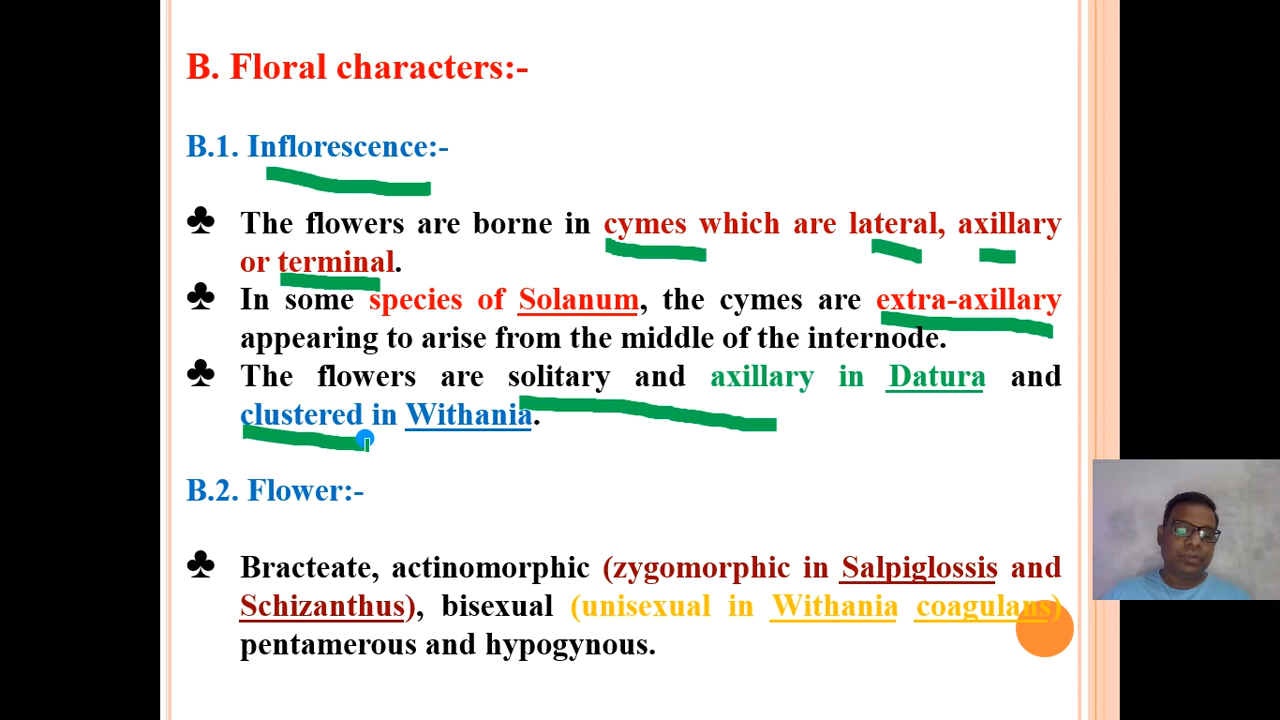 B. Floral characters:-
B.1. Inflorescence:-
♣ The flowers are borne in cymes which are lateral, axillary
or terminal.
♣ In some species of Solanum, the cymes are extra-axillary
appearing to arise from the middle of the internode.
♣ The flowers are solitary and axillary in Datura and
clustered in Withania.
B.2. Flower:-
♣ Bracteate, actinomorphic (zygomorphic in Salpiglossis and
Schizanthus), bisexual (unisexual in Withania coagulans)
pentamerous and hypogynous.